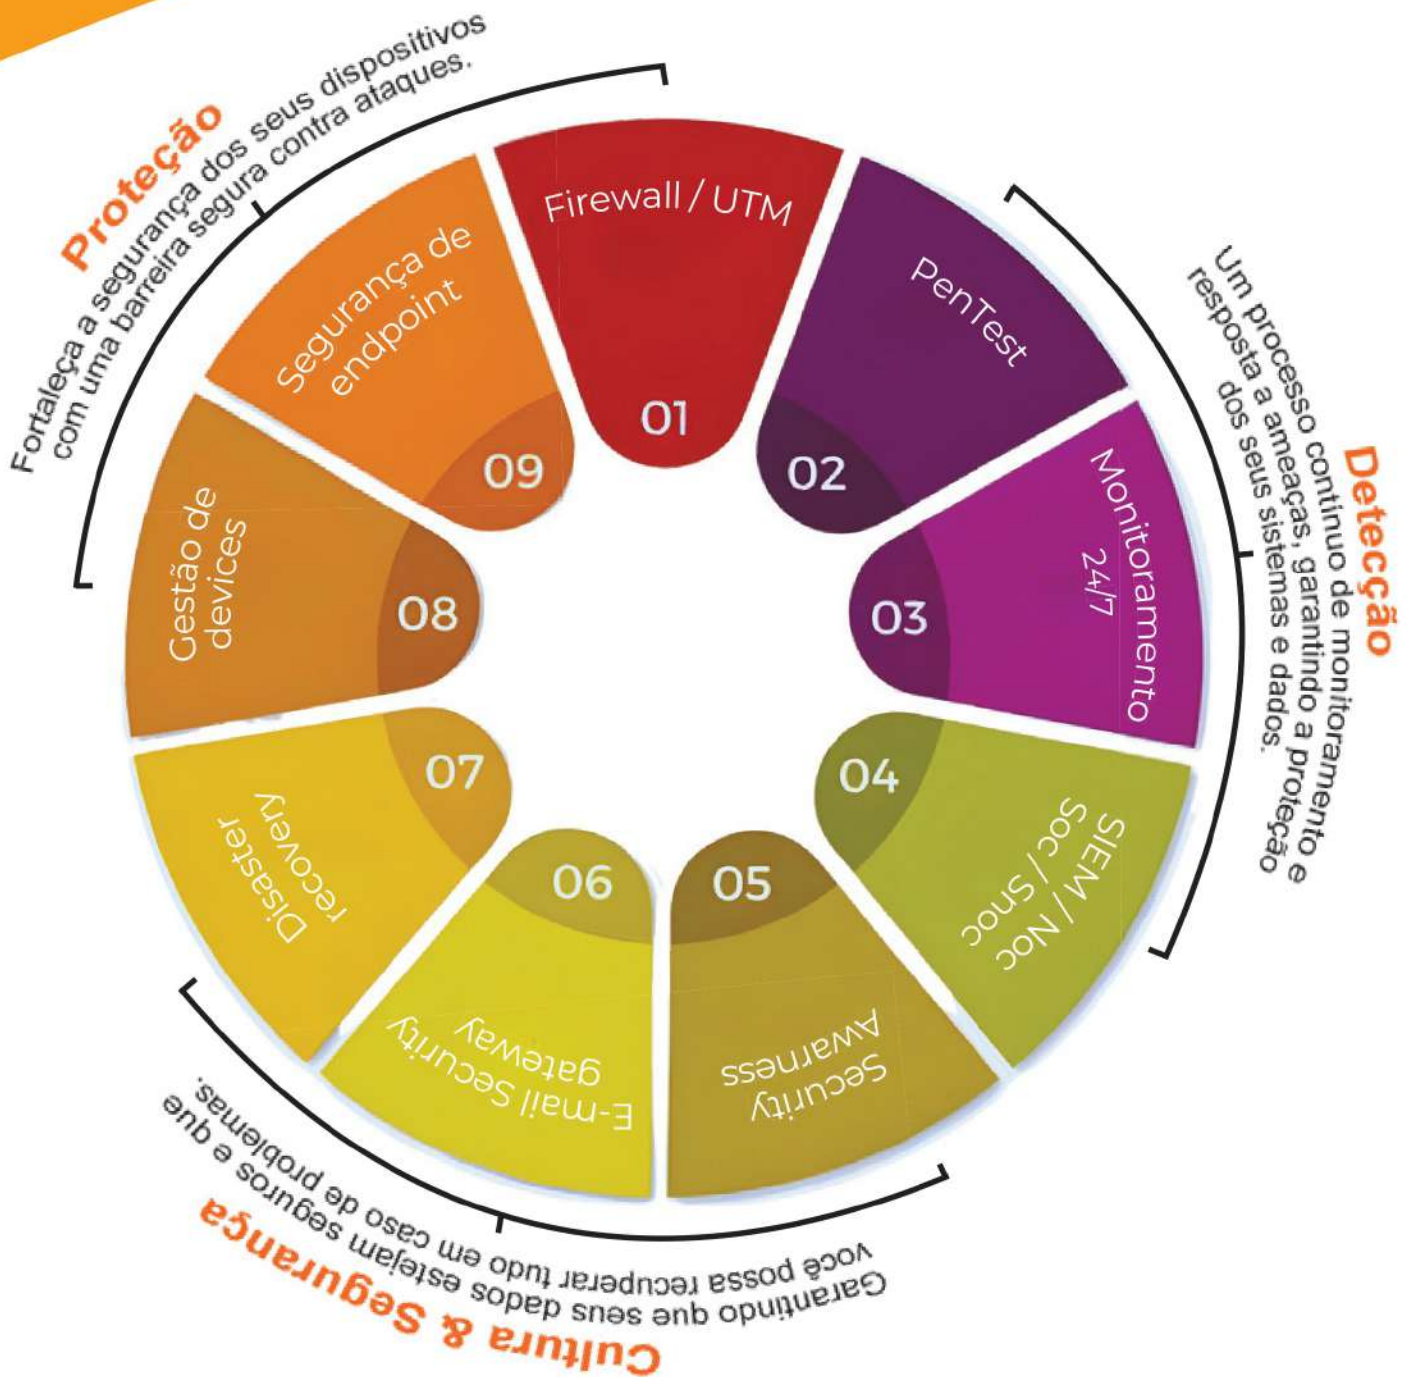 Proteção
Fortaleça a segurança dos seus dispositivos
com uma barreira segura contra ataques.
Firewall / UTM
01
PenTest
02
Monitoramento
24/7
03
SIEM / Noc
Soc / Snoc
04
Security
Awarness
05
E-mail Security
gateway
06
Disaster
recovery
07
Gestão de
devices
08
Segurança de
endpoint
09
Detecção
Um processo contínuo de monitoramento e
resposta a ameaças, garantindo a proteção
dos seus sistemas e dados.
Cultura & Segurança
Garantindo que seus dados estejam seguros e que
você possa recuperar tudo em caso de problemas.